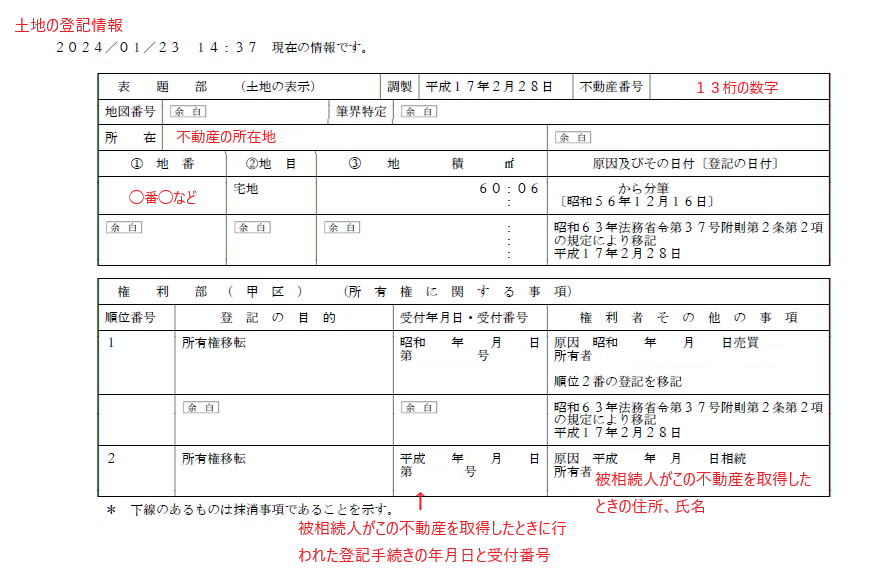 土地の登記情報
２０２４／０１／２３　１４：３７　現在の情報です。
表　題　部　（土地の表示）　調製　平成１７年２月２８日　不動産番号　１３桁の数字
地図番号　余　白　筆界特定　余　白
所　在　不動産の所在地　余　白
①　地　番　②地　目　③　地　積　㎡　原因及びその日付〔登記の日付〕
〇番〇など　宅地　６０：０６　から分筆
：　〔昭和５６年１２月１６日〕
余　白　余　白　余　白　：　昭和６３年法務省令第３７号附則第２条第２項
：　の規定により移記
：　平成１７年２月２８日
権　利　部　（　甲　区　）　（所　有　権　に　関　す　る　事　項）
順位番号　登　記　の　目　的　受付年月日・受付番号　権　利　者　そ　の　他　の　事　項
１　所有権移転　昭和　年　月　日　原因　昭和　年　月　日売買
第　号　所有者
順位２番の登記を移記
余　白　余　白　昭和６３年法務省令第３７号附則第２条第２項
の規定により移記
平成１７年２月２８日
２　所有権移転　平成　年　月　日　原因　平成　年　月　日相続
第　号　所有者
被相続人がこの不動産を取得した
ときの住所、氏名
＊　下線のあるものは抹消事項であることを示す。
↑
被相続人がこの不動産を取得したときに行
われた登記手続きの年月日と受付番号